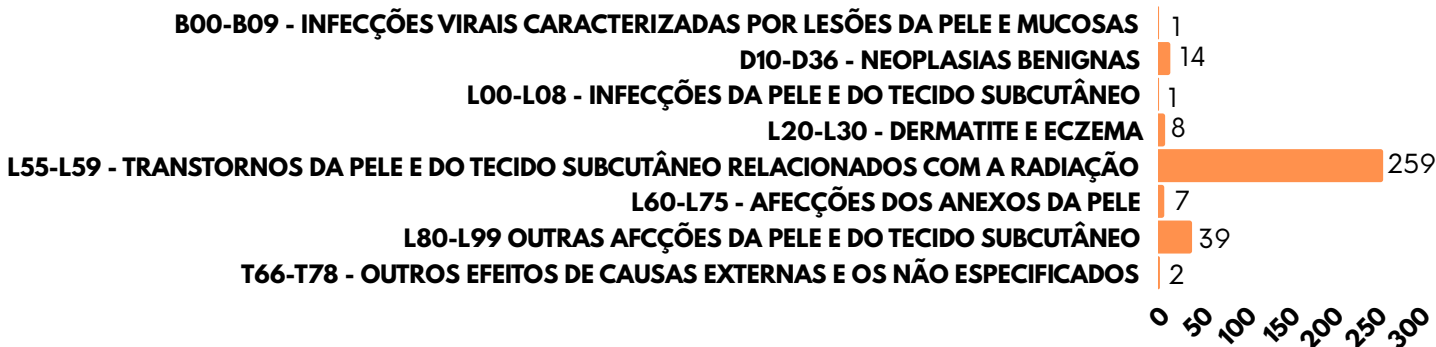 B00-B09 - INFECÇÕES VIRAIS CARACTERIZADAS POR LESÕES DA PELE E MUCOSAS 1
D10-D36 - NEOPLASIAS BENIGNAS 14
L00-L08 - INFECÇÕES DA PELE E DO TECIDO SUBCUTÂNEO 1
L20-L30 - DERMATITE E ECZEMA 8
L55-L59 - TRANSTORNOS DA PELE E DO TECIDO SUBCUTÂNEO RELACIONADOS COM A RADIAÇÃO 259
L60-L75 - AFECÇÕES DOS ANEXOS DA PELE 7
L80-L99 OUTRAS AFCÇÕES DA PELE E DO TECIDO SUBCUTÂNEO 39
T66-T78 - OUTROS EFEITOS DE CAUSAS EXTERNAS E OS NÃO ESPECIFICADOS 2
0 50 100 150 200 250 300